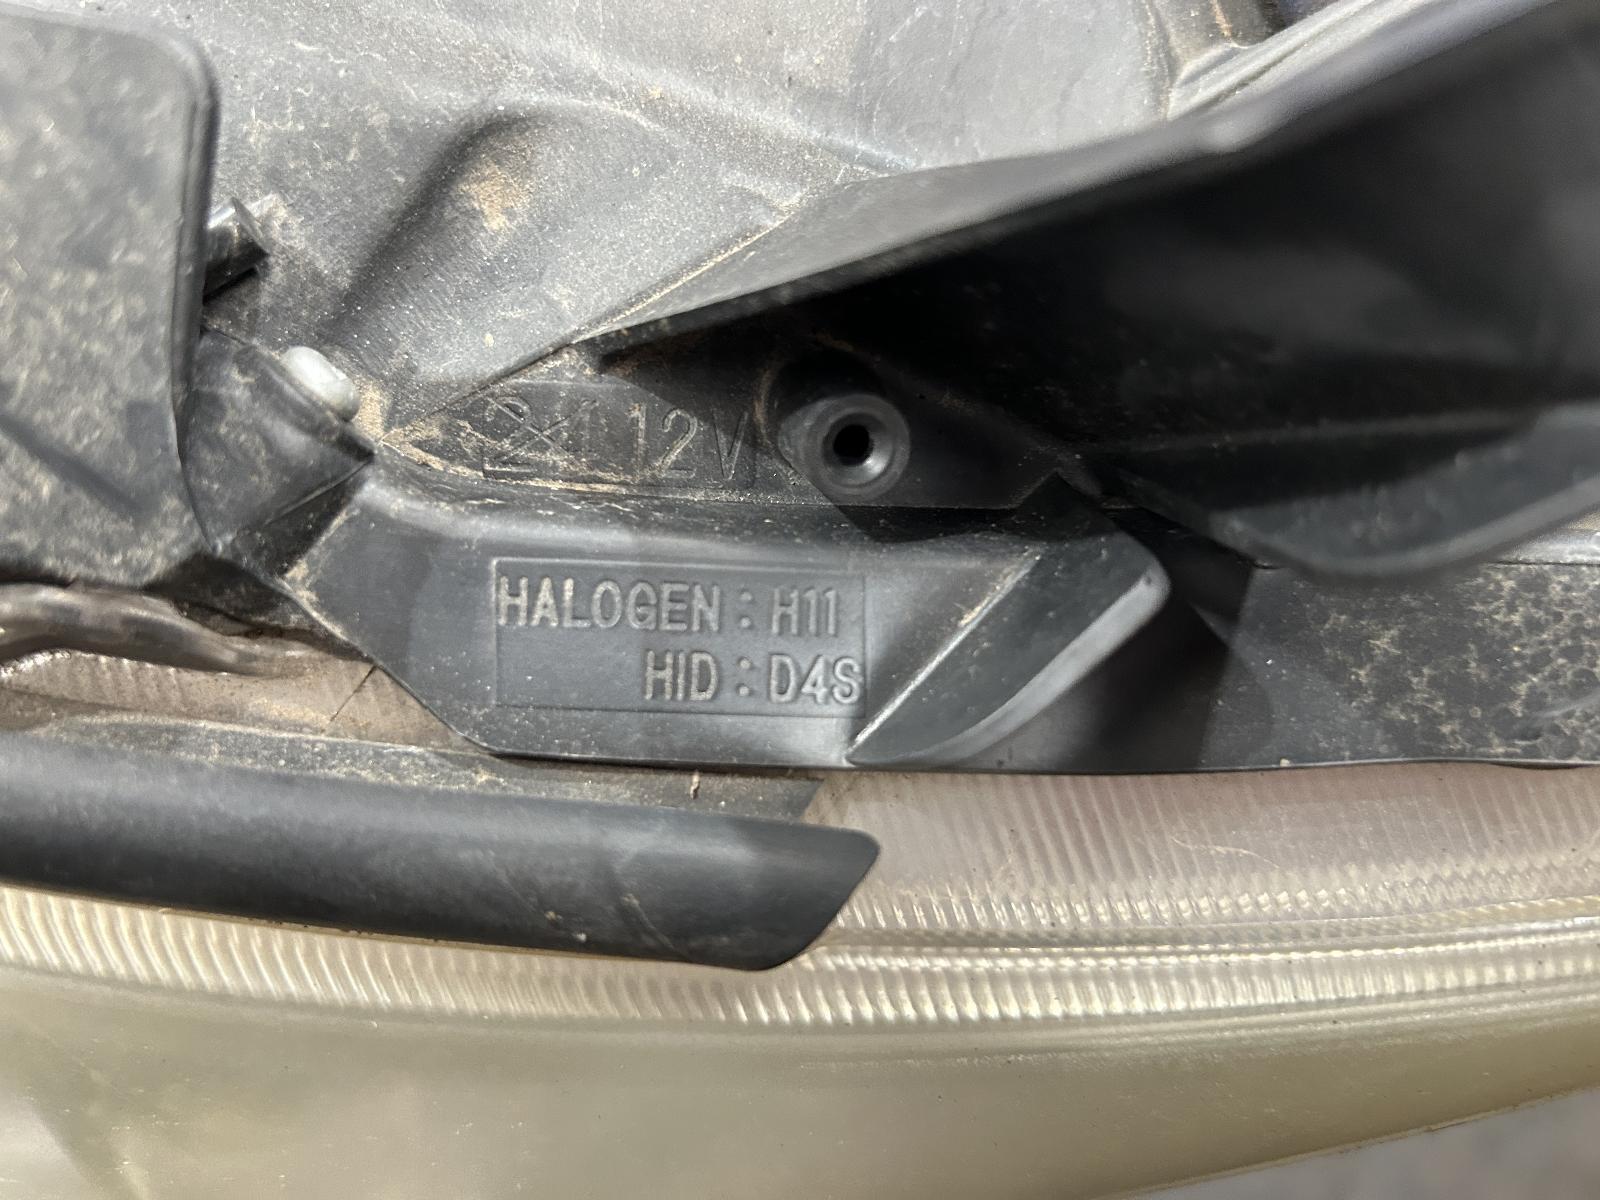 12V
HALOGEN : H11
HID : D4S